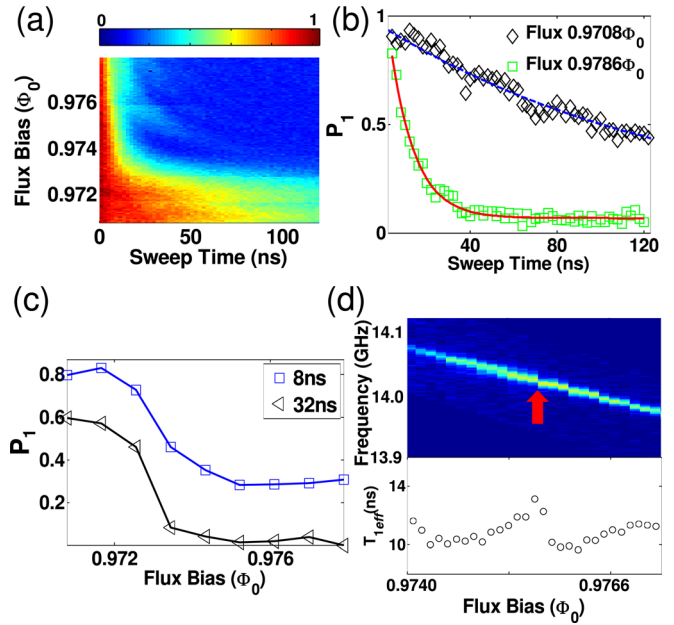 (a)
0 1
Flux Bias (Φ0)
0.976
0.974
0.972
0 50 100
Sweep Time (ns)
(b)
1
0.5
0
P1
Flux 0.9708Φ0
Flux 0.9786Φ0
40 80 120
Sweep Time (ns)
(c)
0.8
0.6
0.4
0.2
P1
8ns
32ns
0.972 0.976
Flux Bias (Φ0)
(d)
14.1
14.0
13.9
Frequency (GHz)
14
10
T1eff(ns)
0.9740 0.9766
Flux Bias (Φ0)